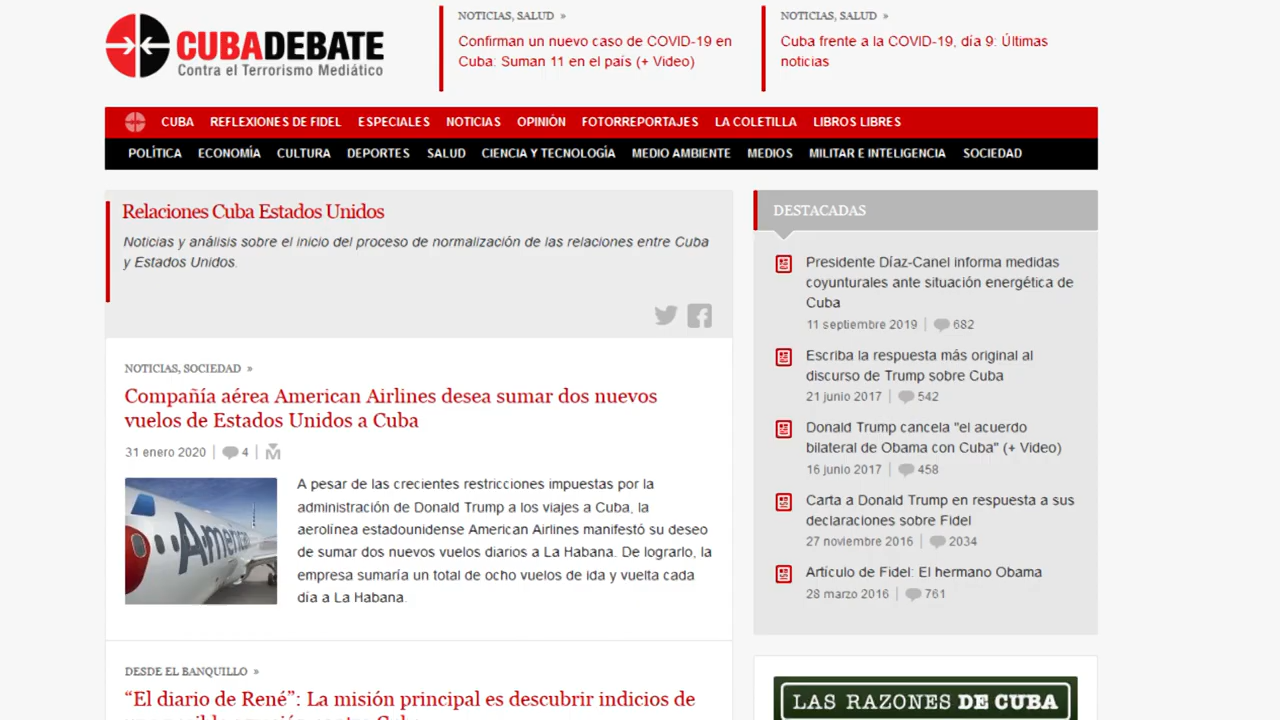 CUBADEBATE
Contra el Terrorismo Mediático
NOTICIAS, SALUD »
Confirman un nuevo caso de COVID-19 en
Cuba: Suman 11 en el país (+ Video)
NOTICIAS, SALUD »
Cuba frente a la COVID-19, día 9: Últimas
noticias
CUBA REFLEXIONES DE FIDEL ESPECIALES NOTICIAS OPINIÓN FOTORREPORTAJES LA COLETILLA LIBROS LIBRES
POLÍTICA ECONOMÍA CULTURA DEPORTES SALUD CIENCIA Y TECNOLOGÍA MEDIO AMBIENTE MEDIOS MILITAR E INTELIGENCIA SOCIEDAD
Relaciones Cuba Estados Unidos
Noticias y análisis sobre el inicio del proceso de normalización de las relaciones entre Cuba
y Estados Unidos.
NOTICIAS, SOCIEDAD »
Compañía aérea American Airlines desea sumar dos nuevos
vuelos de Estados Unidos a Cuba
31 enero 2020 | 4 |
American
A pesar de las crecientes restricciones impuestas por la
administración de Donald Trump a los viajes a Cuba, la
aerolínea estadounidense American Airlines manifestó su deseo
de sumar dos nuevos vuelos diarios a La Habana. De lograrlo, la
empresa sumaría un total de ocho vuelos de ida y vuelta cada
día a La Habana.
DESDE EL BANQUILLO »
“El diario de René”: La misión principal es descubrir indicios de
DESTACADAS
Presidente Díaz-Canel informa medidas
coyunturales ante situación energética de
Cuba
11 septiembre 2019 | 682
Escriba la respuesta más original al
discurso de Trump sobre Cuba
21 junio 2017 | 542
Donald Trump cancela "el acuerdo
bilateral de Obama con Cuba" (+ Video)
16 junio 2017 | 458
Carta a Donald Trump en respuesta a sus
declaraciones sobre Fidel
27 noviembre 2016 | 2034
Artículo de Fidel: El hermano Obama
28 marzo 2016 | 761
LAS RAZONES DE CUBA